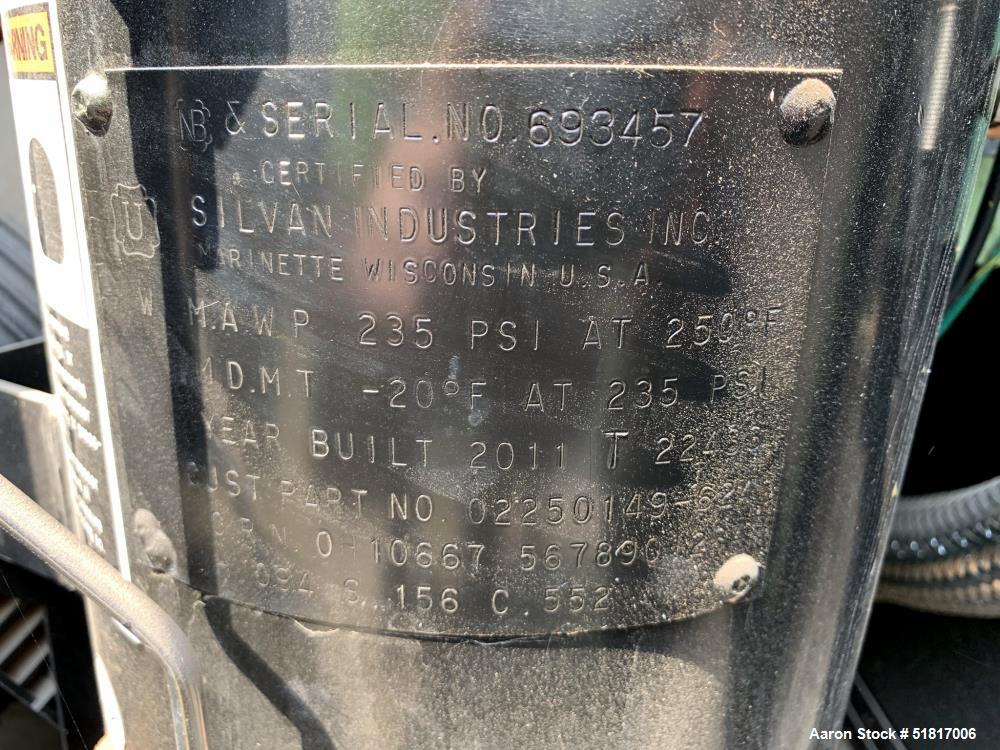 NB & SERIAL.NO.693457
CERTIFIED BY
U
SILVAN INDUSTRIES INC.
MARINETTE WISCONSIN U.S.A.
W
M.A.W.P 235 PSI AT 250°F
M.D.M.T -20°F AT 235 PSI
YEAR BUILT 2011 T
CUST PART NO. 02250149-
C.R.N. 0H10667 567890
S .156 C .552
Aaron Stock # 51817006